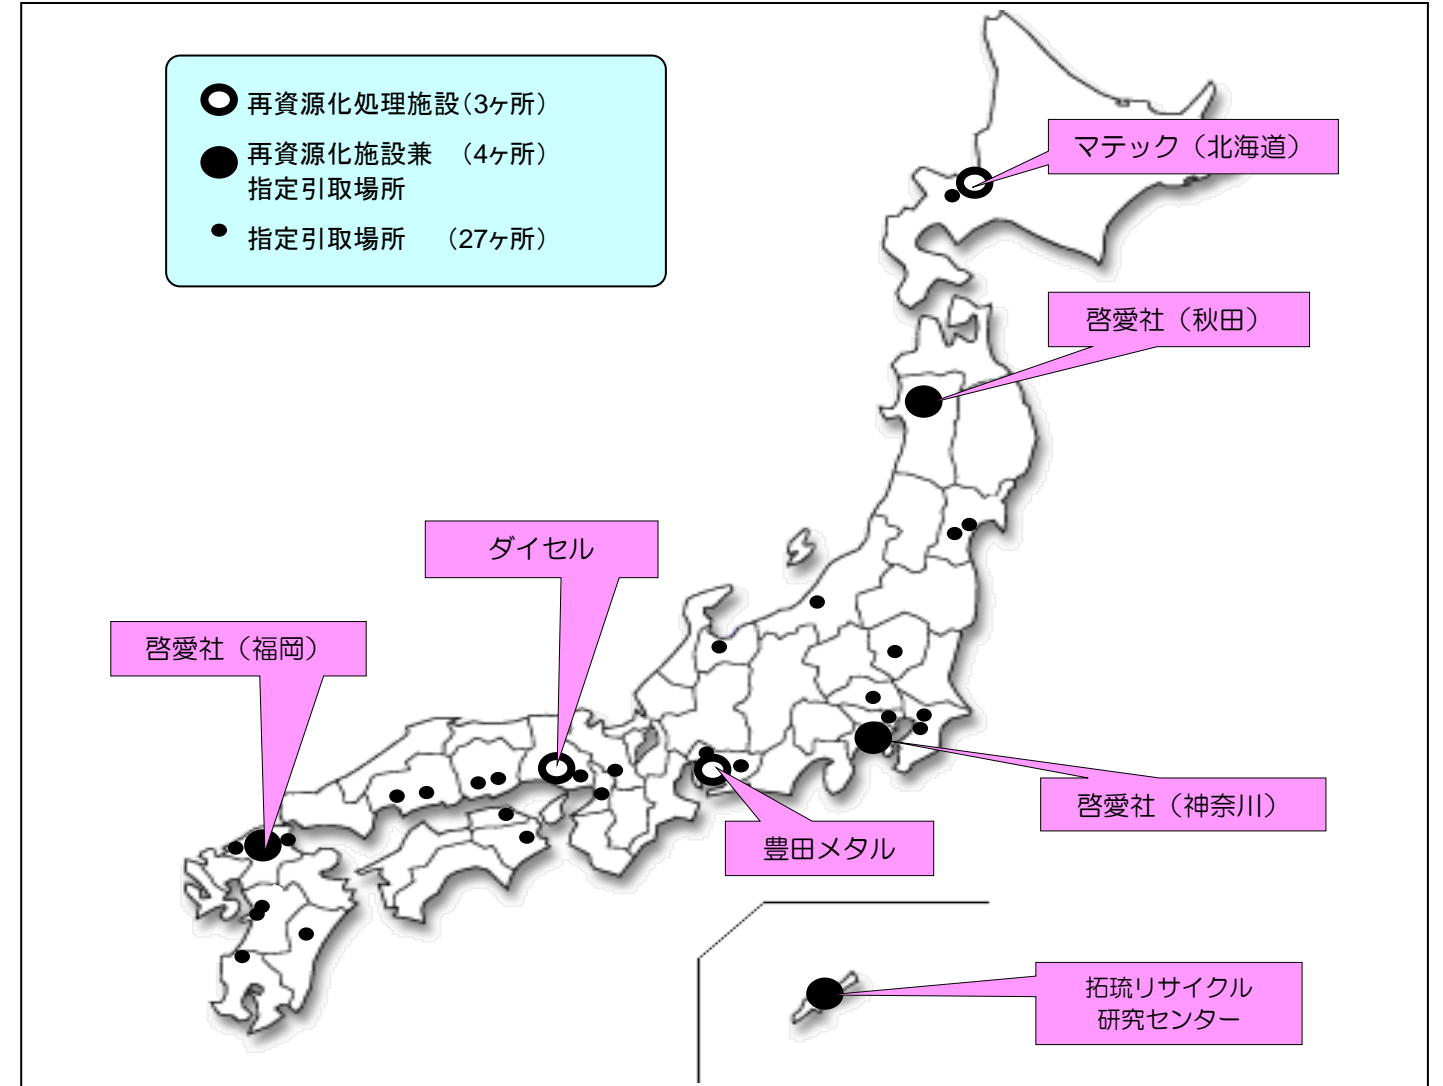 再資源化処理施設（3ヶ所）
再資源化施設兼　（4ヶ所）
指定引取場所
指定引取場所　（27ヶ所）
マテック（北海道）
啓愛社（秋田）
ダイセル
啓愛社（福岡）
啓愛社（神奈川）
豊田メタル
拓琉リサイクル
研究センター